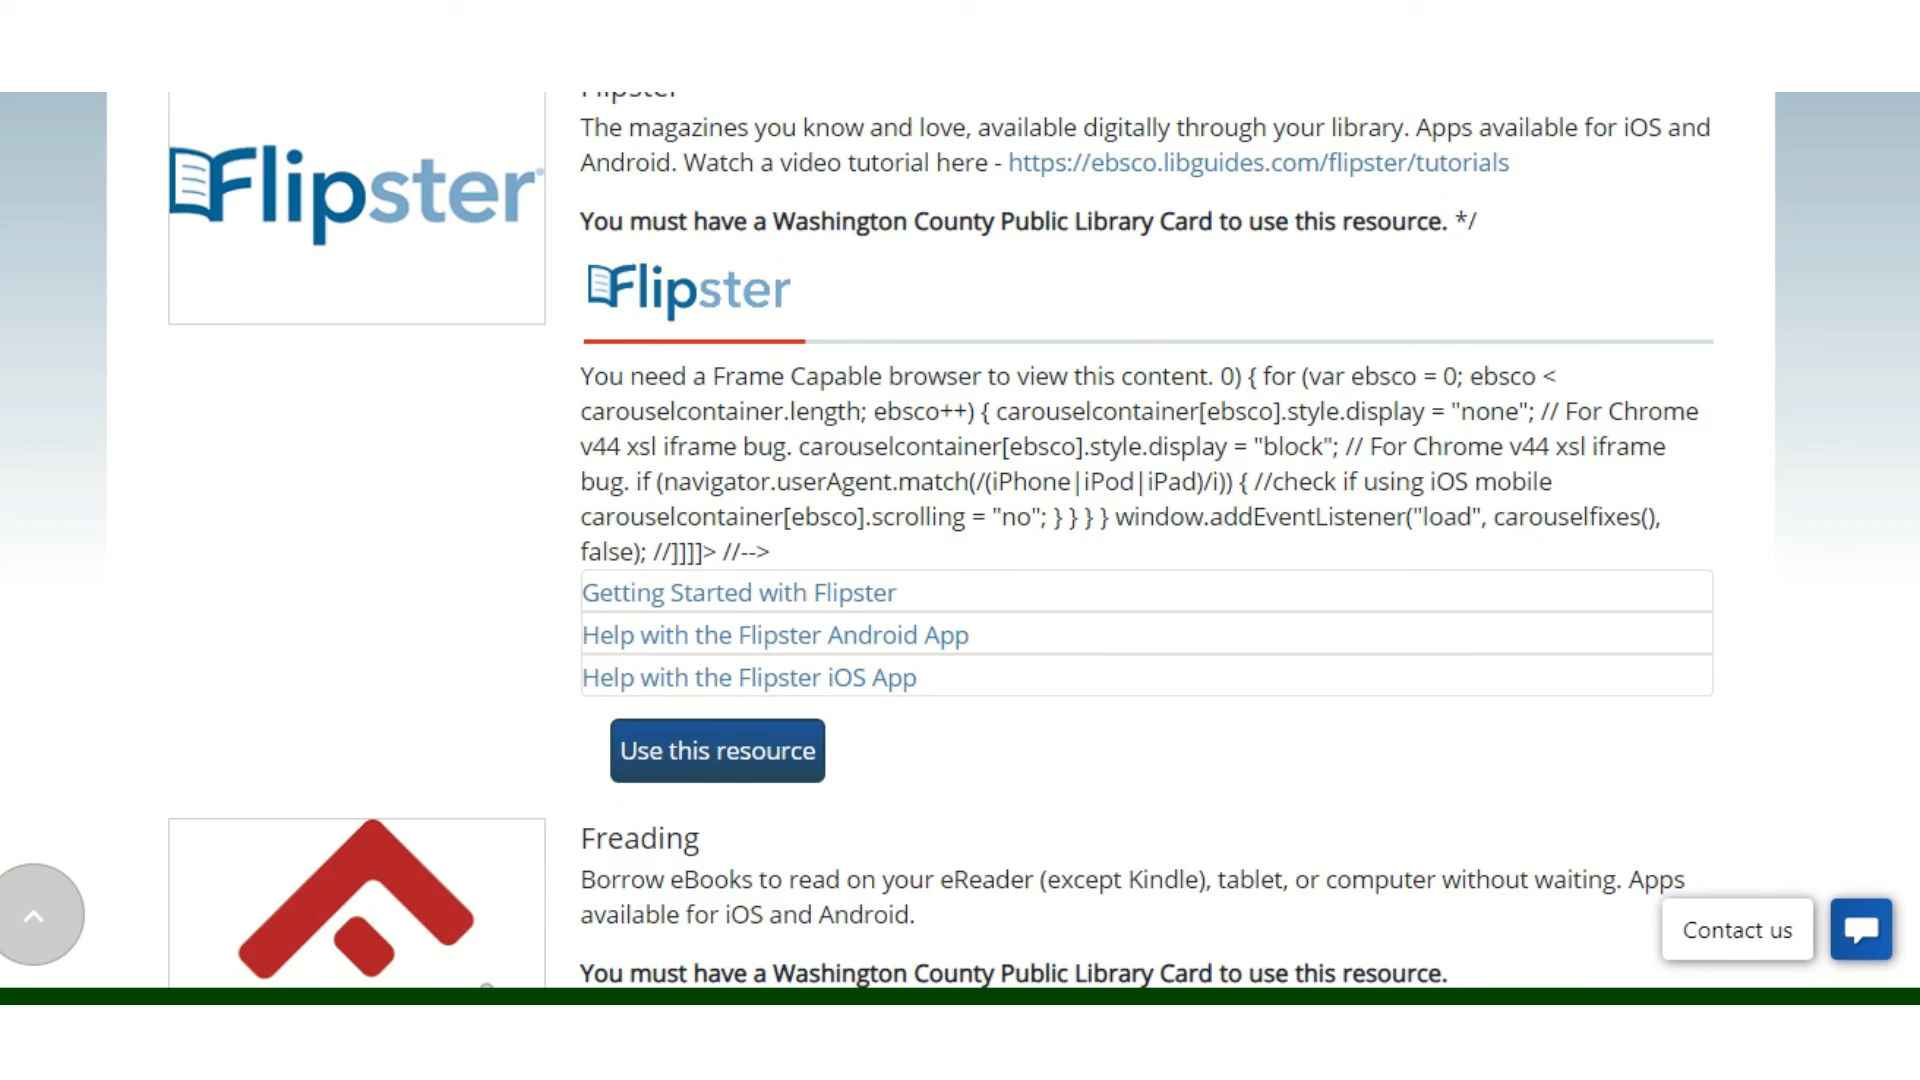 Flipster
Flipster
The magazines you know and love, available digitally through your library. Apps available for iOS and
Android. Watch a video tutorial here - https://ebsco.libguides.com/flipster/tutorials
You must have a Washington County Public Library Card to use this resource. */
Flipster
You need a Frame Capable browser to view this content. 0) { for (var ebsco = 0; ebsco <
carouselcontainer.length; ebsco++) { carouselcontainer[ebsco].style.display = "none"; // For Chrome
v44 xsl iframe bug. carouselcontainer[ebsco].style.display = "block"; // For Chrome v44 xsl iframe
bug. if (navigator.userAgent.match(/(iPhone|iPod|iPad)/i)) { //check if using iOS mobile
carouselcontainer[ebsco].scrolling = "no"; } } } } window.addEventListener("load", carouselfixes(),
false); //]]]]> //-->
Getting Started with Flipster
Help with the Flipster Android App
Help with the Flipster iOS App
Use this resource
Freading
Borrow eBooks to read on your eReader (except Kindle), tablet, or computer without waiting. Apps
available for iOS and Android.
You must have a Washington County Public Library Card to use this resource.
Contact us